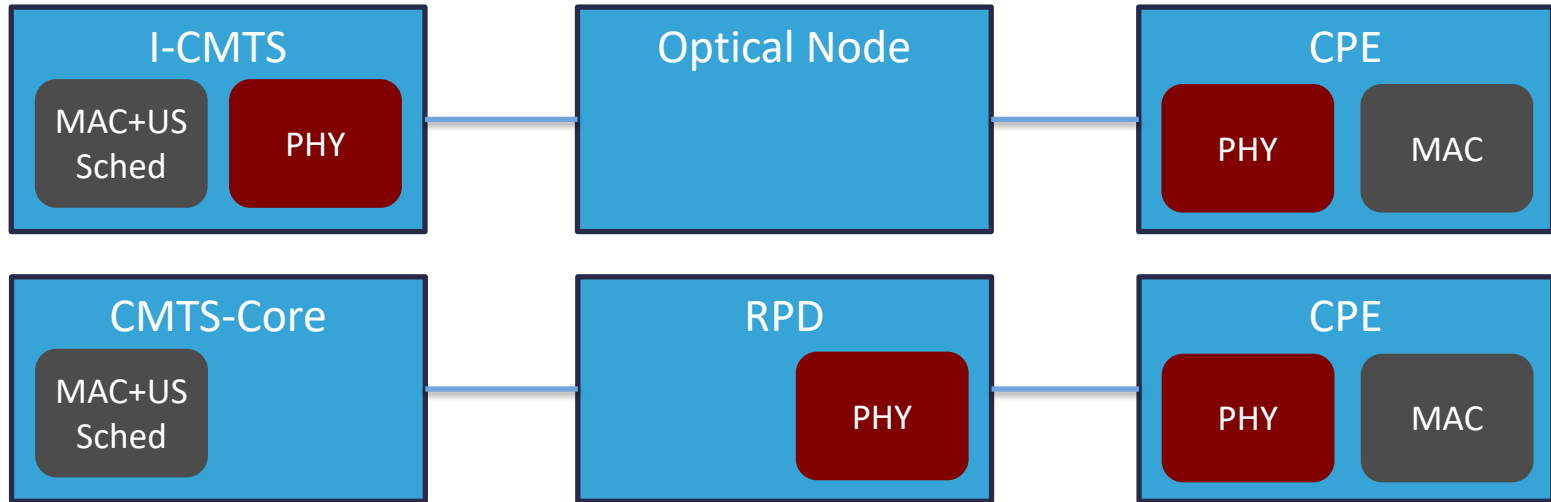 I-CMTS
MAC+US
Sched
PHY
Optical Node
CPE
PHY
MAC
CMTS-Core
MAC+US
Sched
RPD
PHY
CPE
PHY
MAC